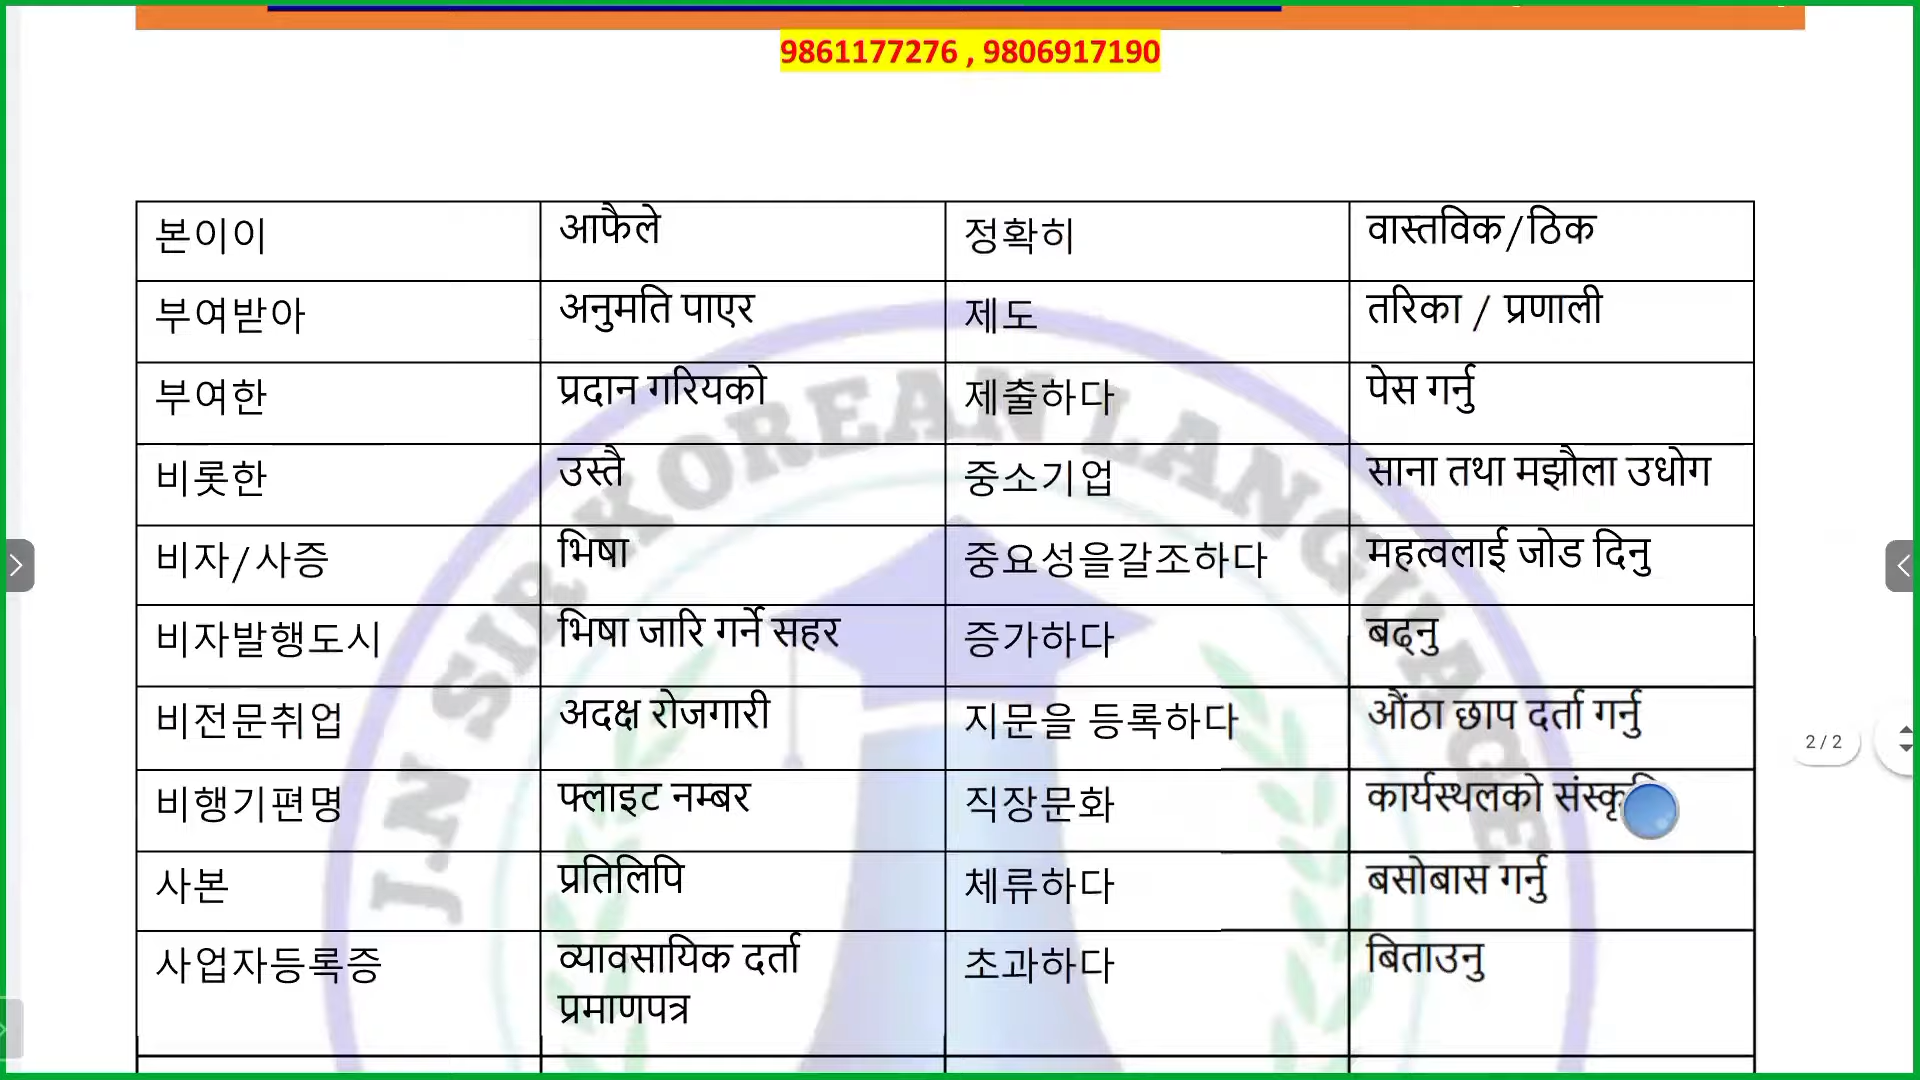 9861177276 , 9806917190
본이이 आफैले 정확히 वास्तविक/ठिक
부여받아 अनुमति पाएर 제도 तरिका / प्रणाली
부여한 प्रदान गरियको 제출하다 पेस गर्नु
비롯한 उस्तै 중소기업 साना तथा मझौला उधोग
비자/사증 भिषा 중요성을갈조하다 महत्वलाई जोड दिनु
비자발행도시 भिषा जारि गर्ने सहर 증가하다 बढ्नु
비전문취업 अदक्ष रोजगारी 지문을 등록하다 औंठा छाप दर्ता गर्नु
비행기편명 फ्लाइट नम्बर 직장문화 कार्यस्थलको
사본 प्रतिलिपि 체류하다 बसोबास गर्नु
사업자등록증 व्यावसायिक दर्ता 초과하다 बिताउनु
प्रमाणपत्र
J.N SIR KOREAN LANGUAGE
2 / 2